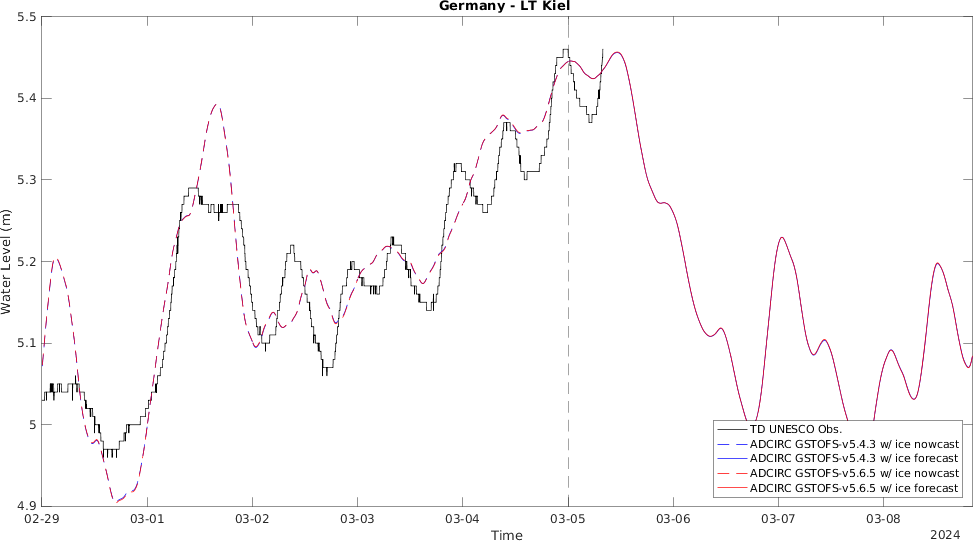 Germany - LT Kiel
5.5
5.4
5.3
5.2
5.1
5
4.9
Water Level (m)
TD UNESCO Obs.
ADCIRC GSTOFS-v5.4.3 w/ ice nowcast
ADCIRC GSTOFS-v5.4.3 w/ ice forecast
ADCIRC GSTOFS-v5.6.5 w/ ice nowcast
ADCIRC GSTOFS-v5.6.5 w/ ice forecast
02-29 03-01 03-02 03-03 03-04 03-05 03-06 03-07 03-08
Time
2024